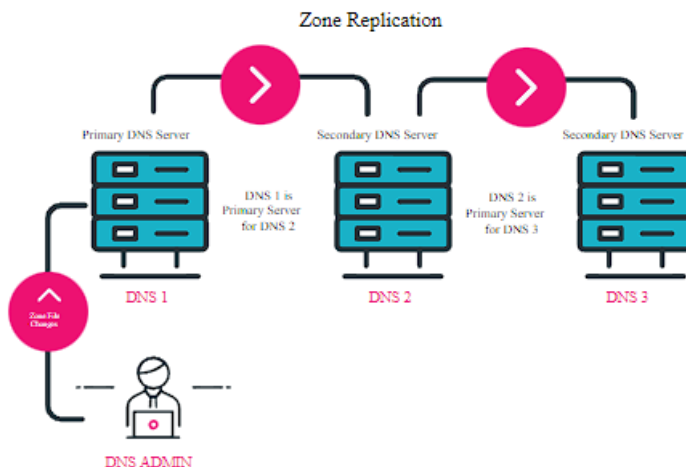 Zone Replication
Primary DNS Server
Secondary DNS Server
Secondary DNS Server
DNS 1 is
Primary Server
for DNS 2
DNS 2 is
Primary Server
for DNS 3
DNS 1
DNS 2
DNS 3
Zone File
Changes
DNS ADMIN